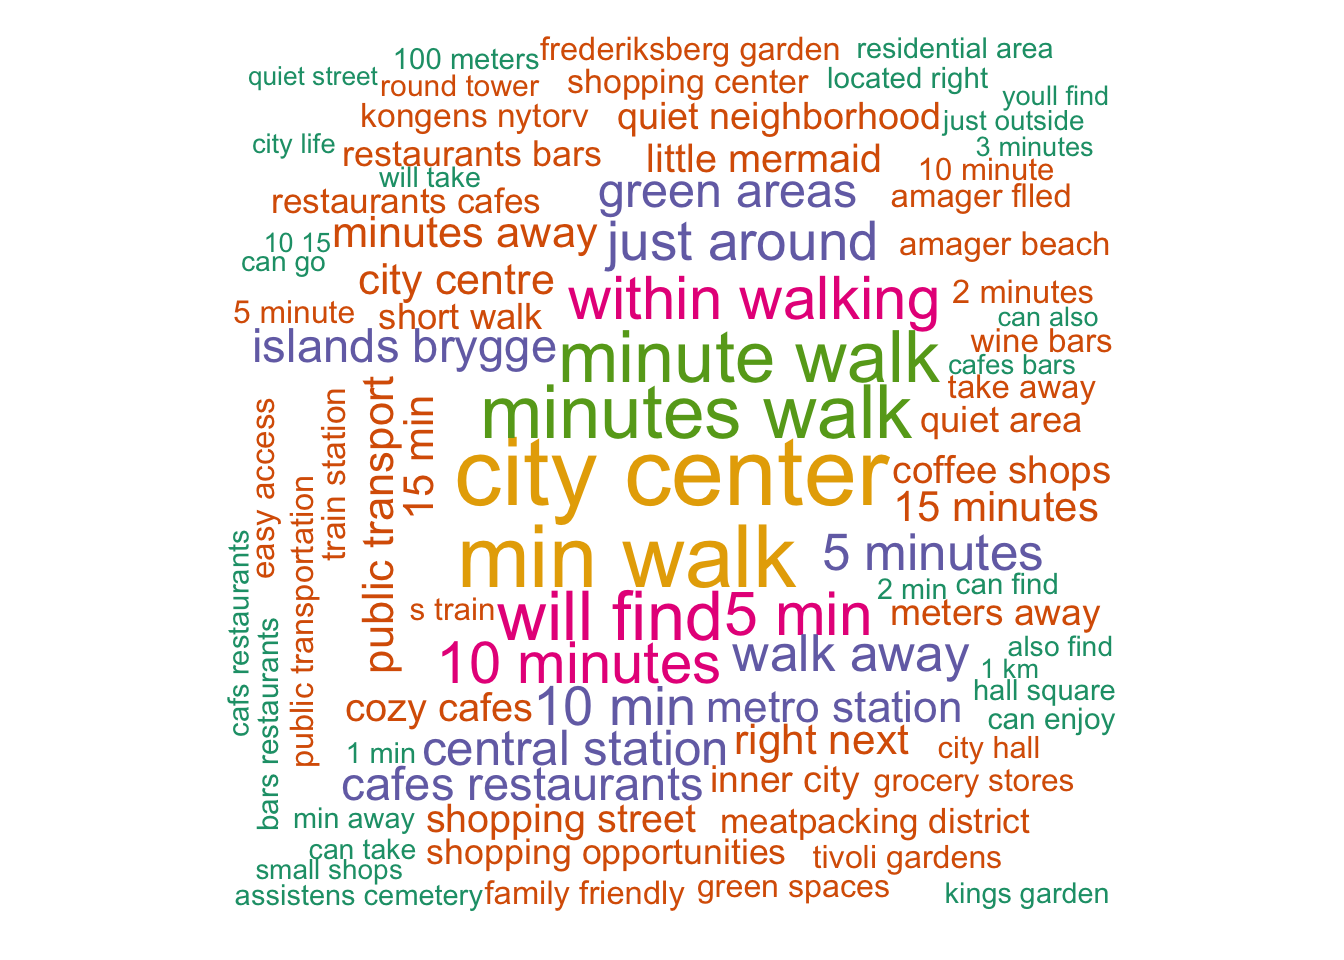 frederiksberg garden
residential area
100 meters
quiet street
round tower
shopping center
located right
youll find
kongens nytorv
quiet neighborhood
just outside
city life
restaurants bars
little mermaid
3 minutes
will take
green areas
10 minute
restaurants cafes
amager flled
10 15
minutes away
just around
amager beach
can go
city centre
within walking
2 minutes
5 minute
short walk
can also
islands brygge
minute walk
wine bars
cafes bars
take away
minutes walk
quiet area
easy access
train station
public transport
15 min
city center
coffee shops
15 minutes
public transportation
min walk
5 minutes
cafs restaurants
2 min
can find
s train
will find
5 min
meters away
bars restaurants
10 minutes
walk away
also find
1 km
hall square
cozy cafes
10 min
metro station
can enjoy
1 min
central station
right next
city hall
cafes restaurants
inner city
grocery stores
min away
shopping street
meatpacking district
can take
shopping opportunities
tivoli gardens
small shops
assistens cemetery
family friendly
green spaces
kings garden